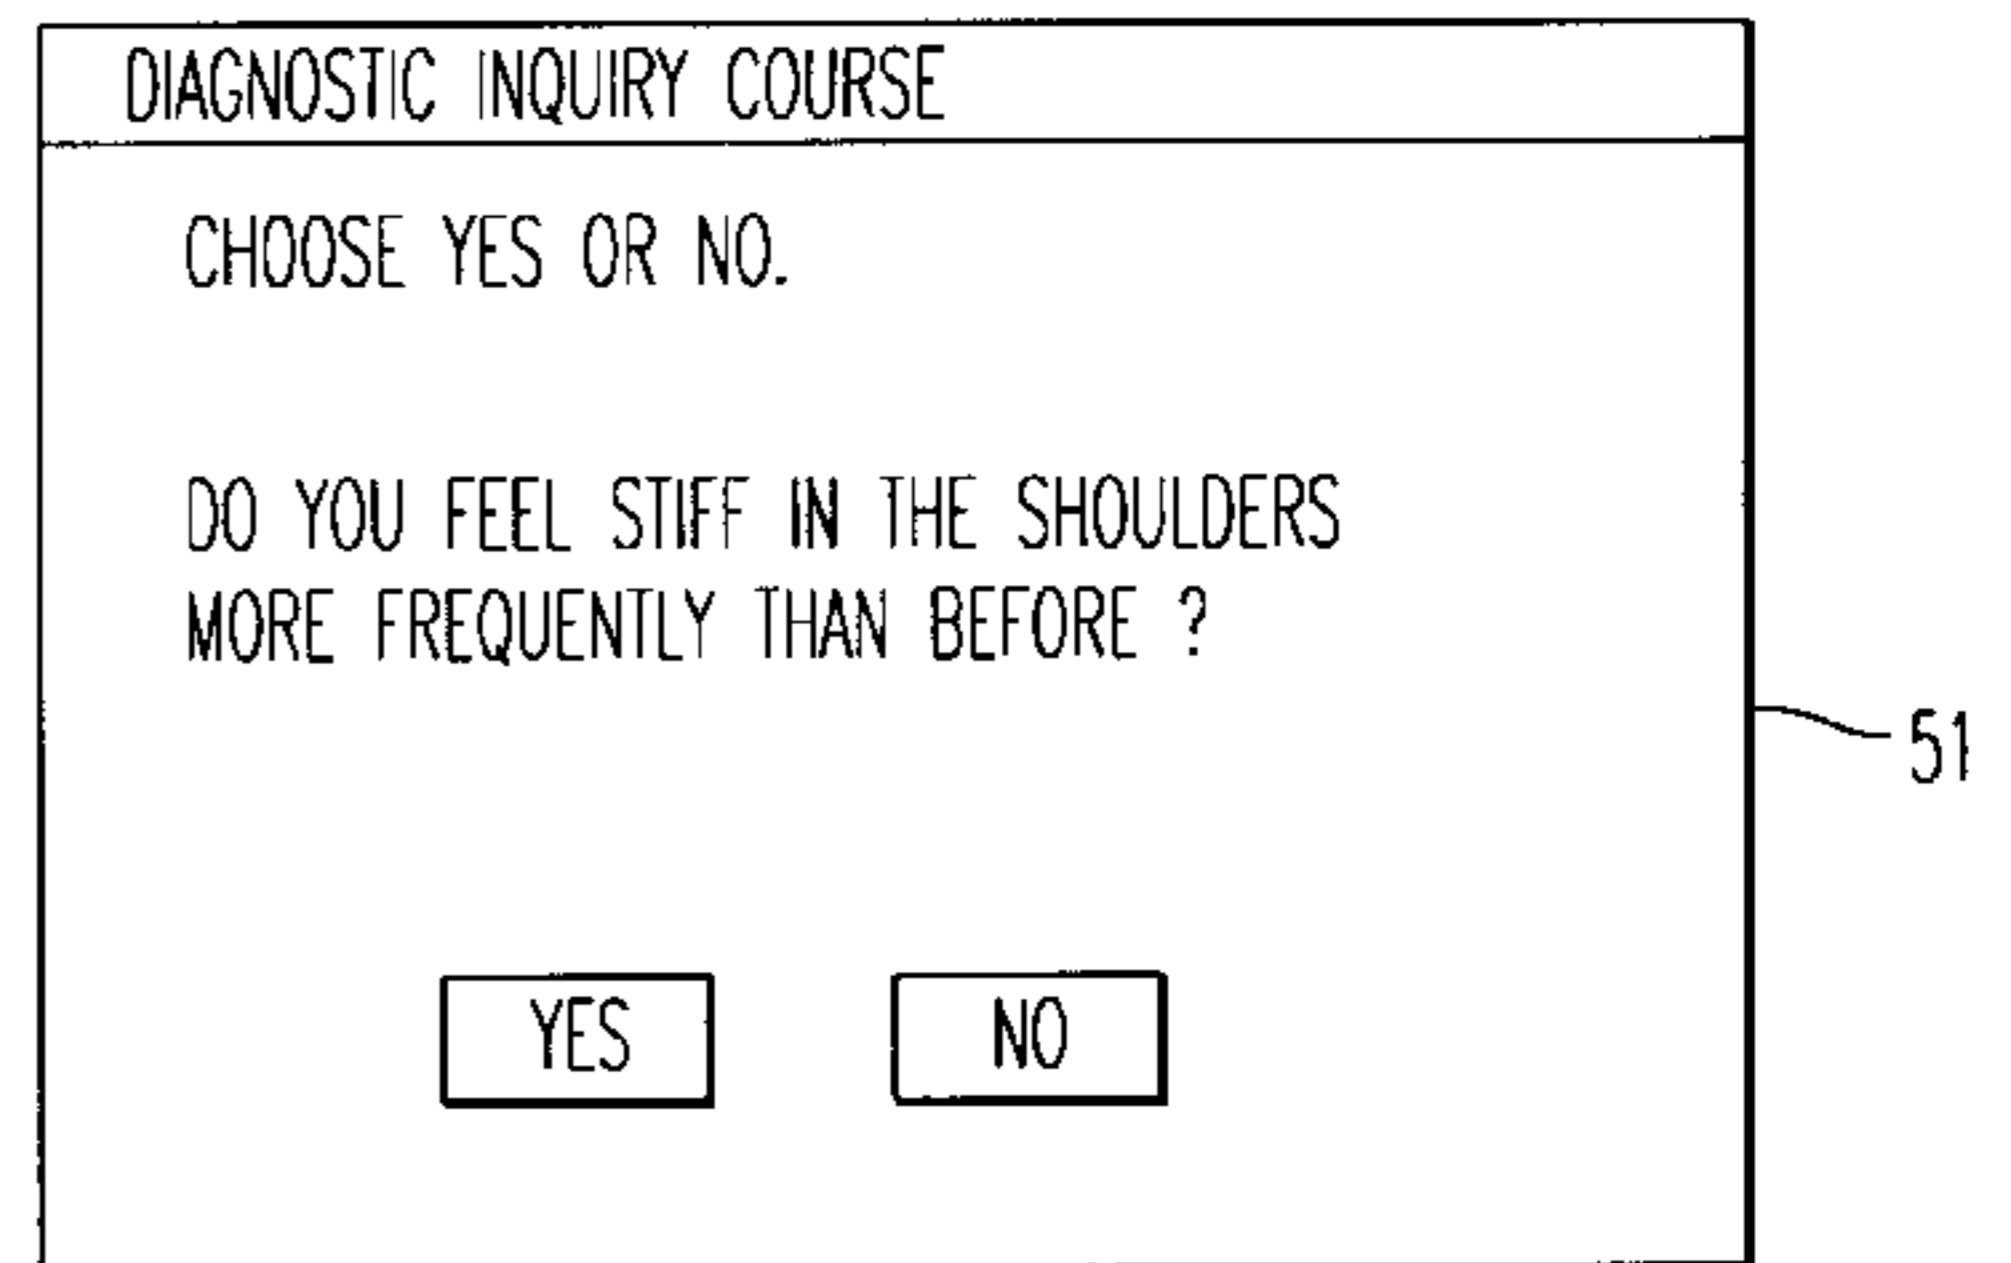 DIAGNOSTIC INQUIRY COURSE
CHOOSE YES OR NO.
DO YOU FEEL STIFF IN THE SHOULDERS
MORE FREQUENTLY THAN BEFORE ?
51
YES NO